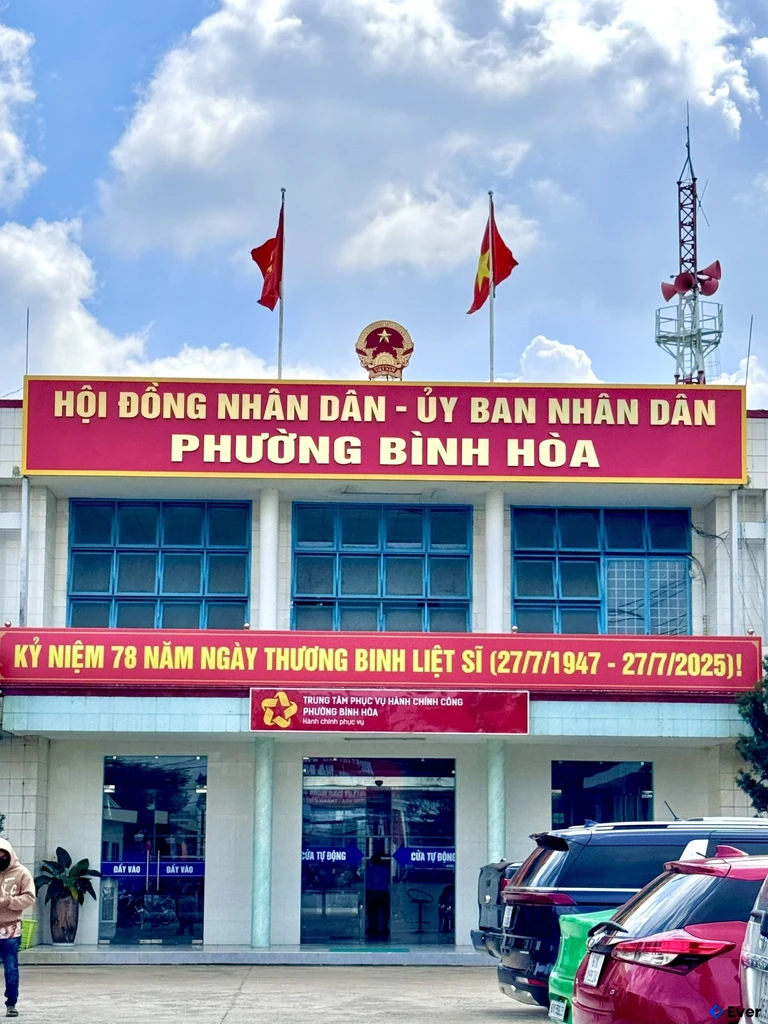 HỘI ĐỒNG NHÂN DÂN - ỦY BAN NHÂN DÂN
PHƯỜNG BÌNH HÒA
KỶ NIỆM 78 NĂM NGÀY THƯƠNG BINH LIỆT SĨ (27/7/1947 - 27/7/2025)!
TRUNG TÂM PHỤC VỤ HÀNH CHÍNH CÔNG
PHƯỜNG BÌNH HÒA
Hành chính phục vụ
CỬA TỰ ĐỘNG
CỬA TỰ ĐỘNG
ĐẨY VÀO
ĐẨY VÀO
Ever